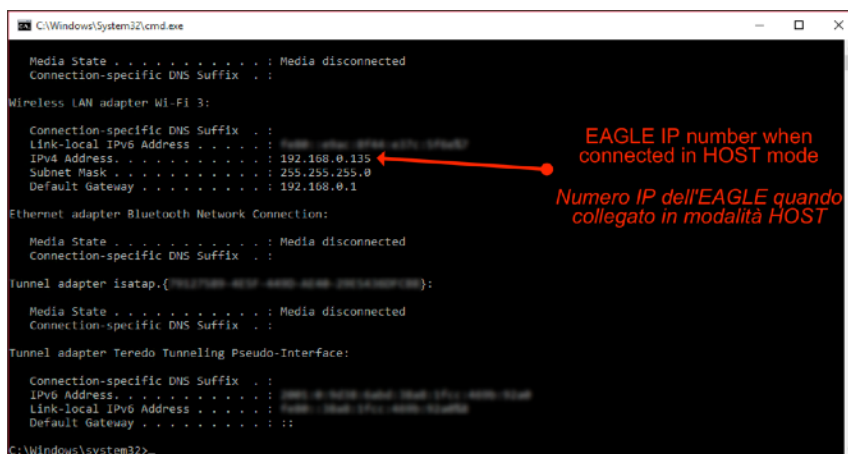 C:\Windows\System32\cmd.exe
Media State . . . . . . . . . . . : Media disconnected
Connection-specific DNS Suffix  . :
Wireless LAN adapter Wi-Fi 3:
Connection-specific DNS Suffix  . :
Link-local IPv6 Address . . . . . :
IPv4 Address. . . . . . . . . . . : 192.168.0.135
Subnet Mask . . . . . . . . . . . : 255.255.255.0
Default Gateway . . . . . . . . . : 192.168.0.1
EAGLE IP number when
connected in HOST mode
Numero IP dell'EAGLE quando
collegato in modalità HOST
Ethernet adapter Bluetooth Network Connection:
Media State . . . . . . . . . . . : Media disconnected
Connection-specific DNS Suffix  . :
Tunnel adapter isatap.{ }:
Media State . . . . . . . . . . . : Media disconnected
Connection-specific DNS Suffix  . :
Tunnel adapter Teredo Tunneling Pseudo-Interface:
Connection-specific DNS Suffix  . :
IPv6 Address. . . . . . . . . . . :
Link-local IPv6 Address . . . . . :
Default Gateway . . . . . . . . . : ::
C:\Windows\system32>_